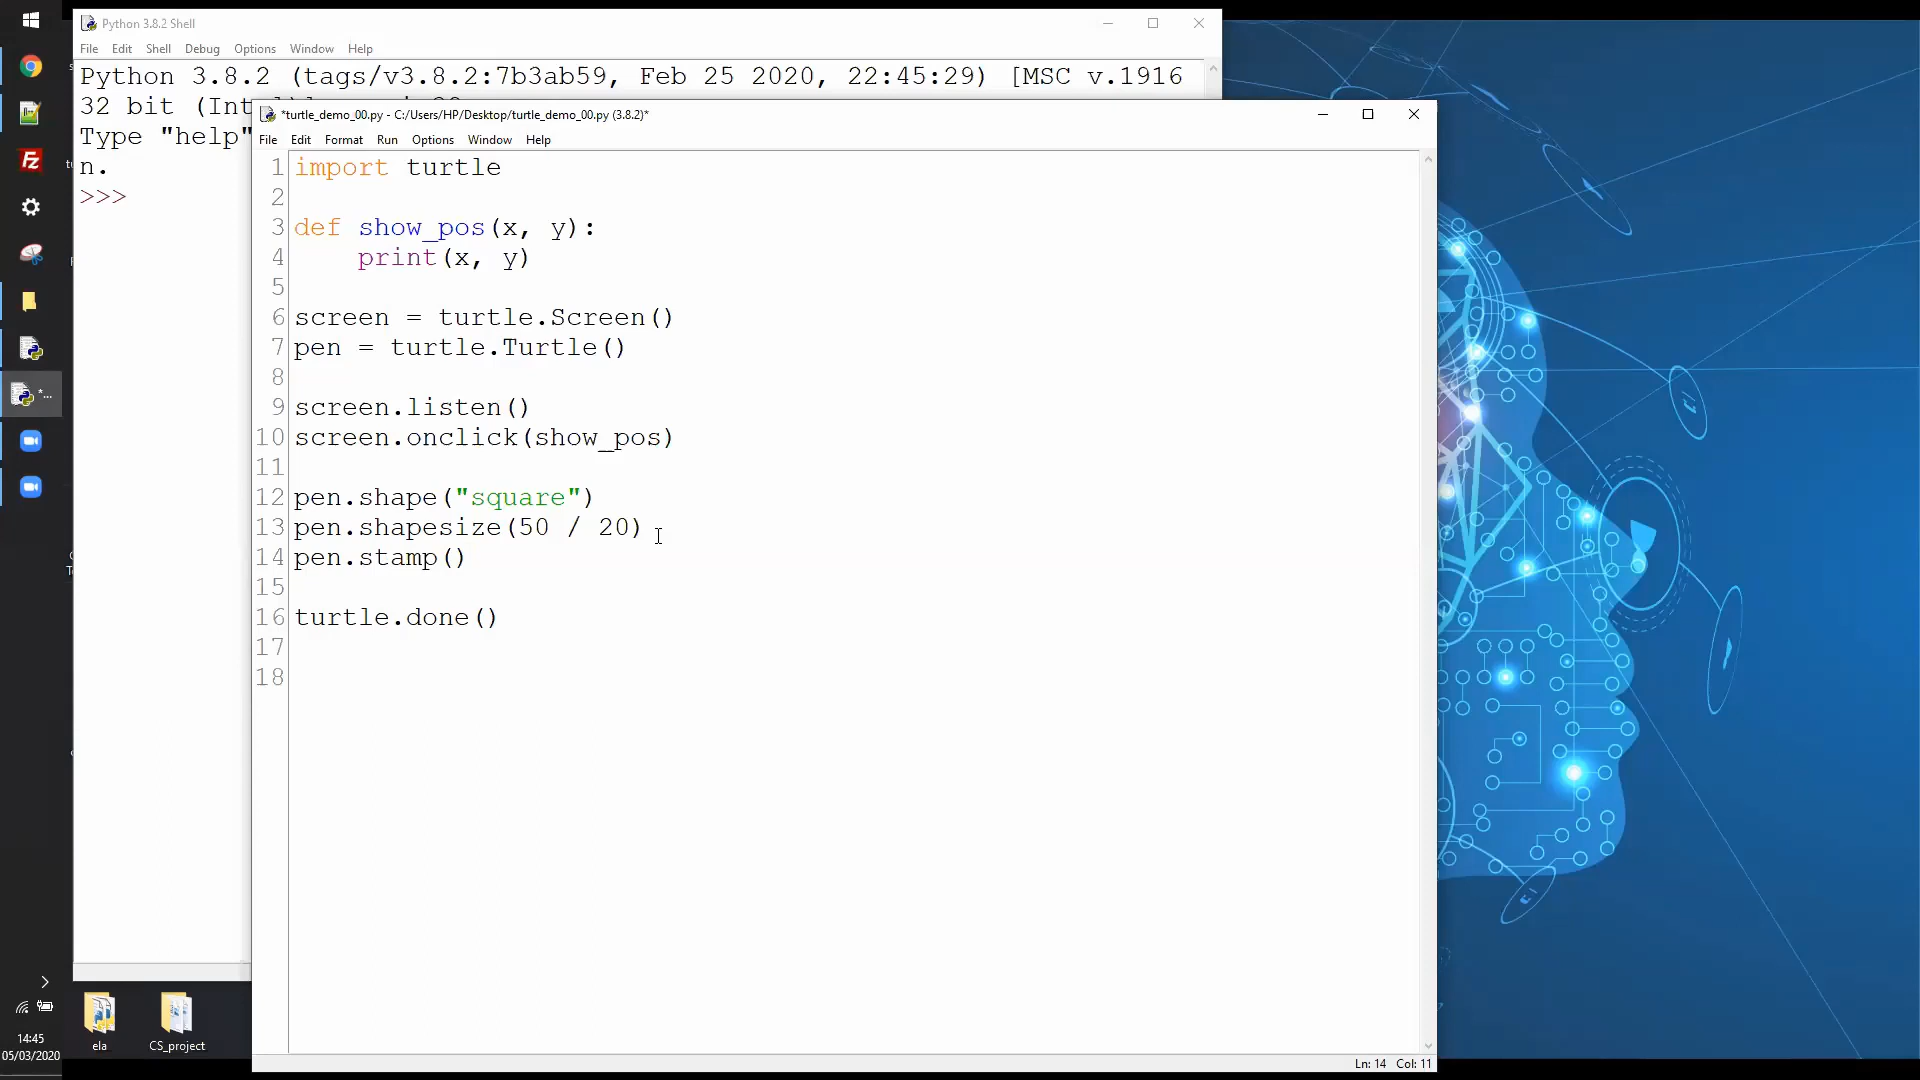 Python 3.8.2 Shell
File Edit Shell Debug Options Window Help
Python 3.8.2 (tags/v3.8.2:7b3ab59, Feb 25 2020, 22:45:29) [MSC v.1916
32 bit (Int
Type "help"
n.
>>>
*turtle_demo_00.py - C:/Users/HP/Desktop/turtle_demo_00.py (3.8.2)*
File Edit Format Run Options Window Help
1 import turtle
2
3 def show_pos(x, y):
4     print(x, y)
5
6 screen = turtle.Screen()
7 pen = turtle.Turtle()
8
9 screen.listen()
10 screen.onclick(show_pos)
11
12 pen.shape("square")
13 pen.shapesize(50 / 20)
14 pen.stamp()
15
16 turtle.done()
17
18
Ln: 14 Col: 11
ela
CS_project
14:45
05/03/2020